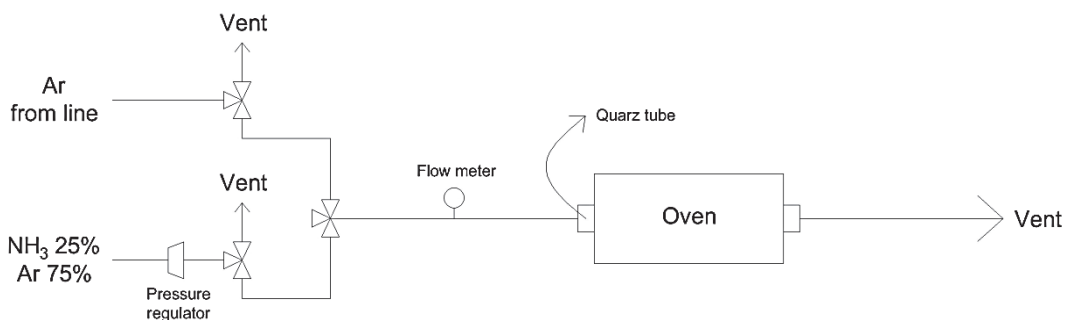 Vent
Ar
from line
Quarz tube
Flow meter
Vent
Oven
Vent
NH₃ 25%
Ar 75%
Pressure
regulator